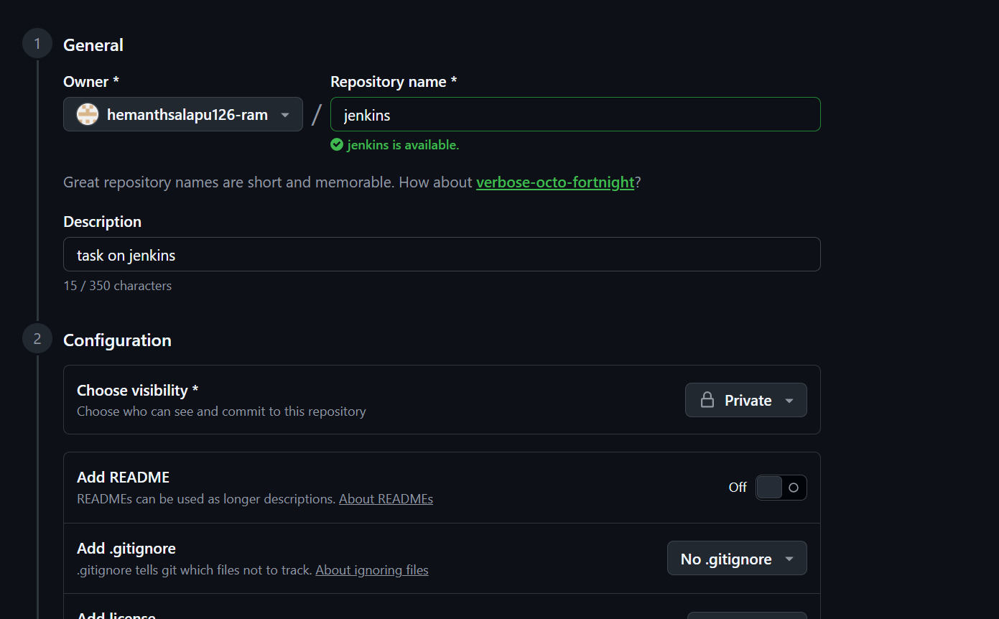 1 General
Owner * Repository name *
hemanthsalapu126-ram / jenkins
jenkins is available.
Great repository names are short and memorable. How about verbose-octo-fortnight?
Description
task on jenkins
15 / 350 characters
2 Configuration
Choose visibility *
Choose who can see and commit to this repository
Private
Add README
READMEs can be used as longer descriptions. About READMEs
Off
Add .gitignore
.gitignore tells git which files not to track. About ignoring files
No .gitignore
Add license